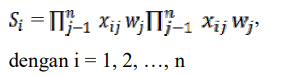 S_i = ∏_{j-1}^{n} x_{ij} w_j ∏_{j-1}^{n} x_{ij} w_j,
dengan i = 1, 2, …, n